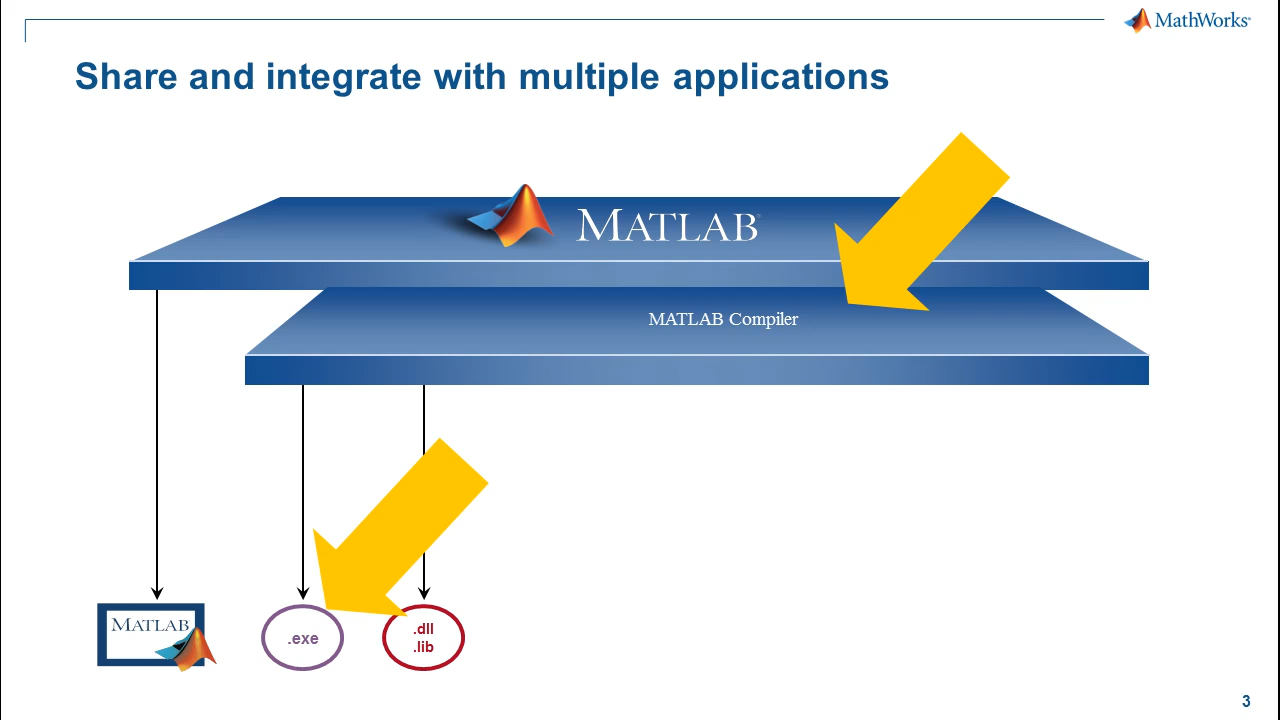 MathWorks®
Share and integrate with multiple applications
MATLAB®
MATLAB Compiler
MATLAB
.exe
.dll
.lib
3